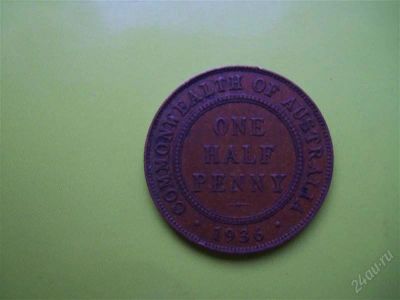 COMMONWEALTH OF AUSTRALIA
ONE
HALF
PENNY
· 1936 ·
24au.ru